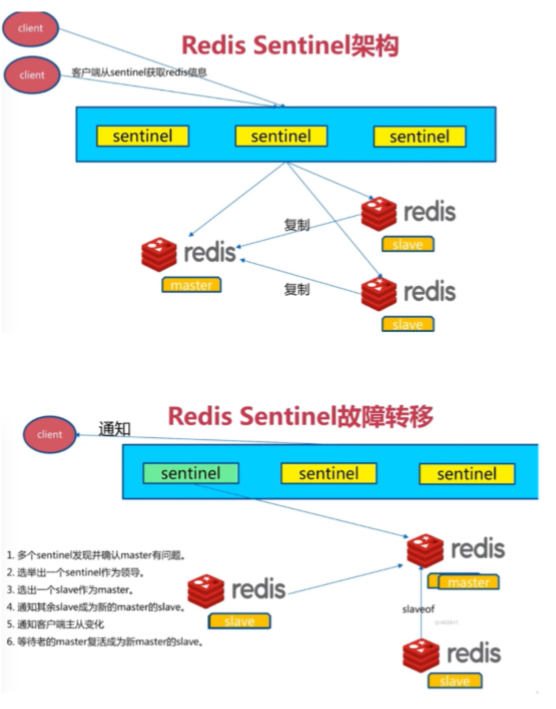 client
Redis Sentinel架构
client
客户端从sentinel获取redis信息
sentinel
sentinel
sentinel
redis
slave
复制
redis
master
redis
复制
slave
Redis Sentinel故障转移
client
通知
sentinel
sentinel
sentinel
1. 多个sentinel发现并确认master有问题。
2. 选举出一个sentinel作为领导。
3. 选出一个slave作为master。
4. 通知其余slave成为新的master的slave。
5. 通知客户端主从变化
6. 等待老的master复活成为新master的slave。
redis
slave
redis
master
slaveof
redis
slave